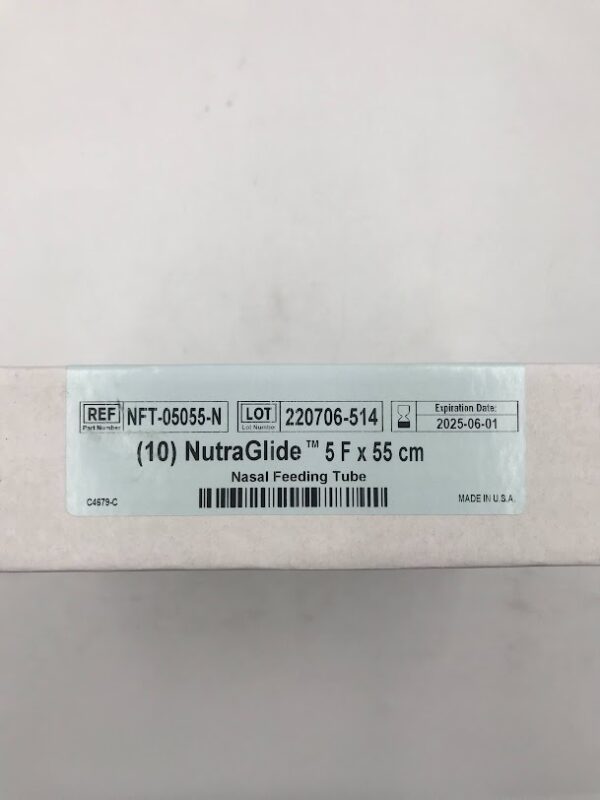 REF NFT-05055-N LOT 220706-514 Expiration Date:
Part Number Lot Number 2025-06-01
(10) NutraGlide™ 5 F x 55 cm
Nasal Feeding Tube
C4679-C MADE IN U.S.A.